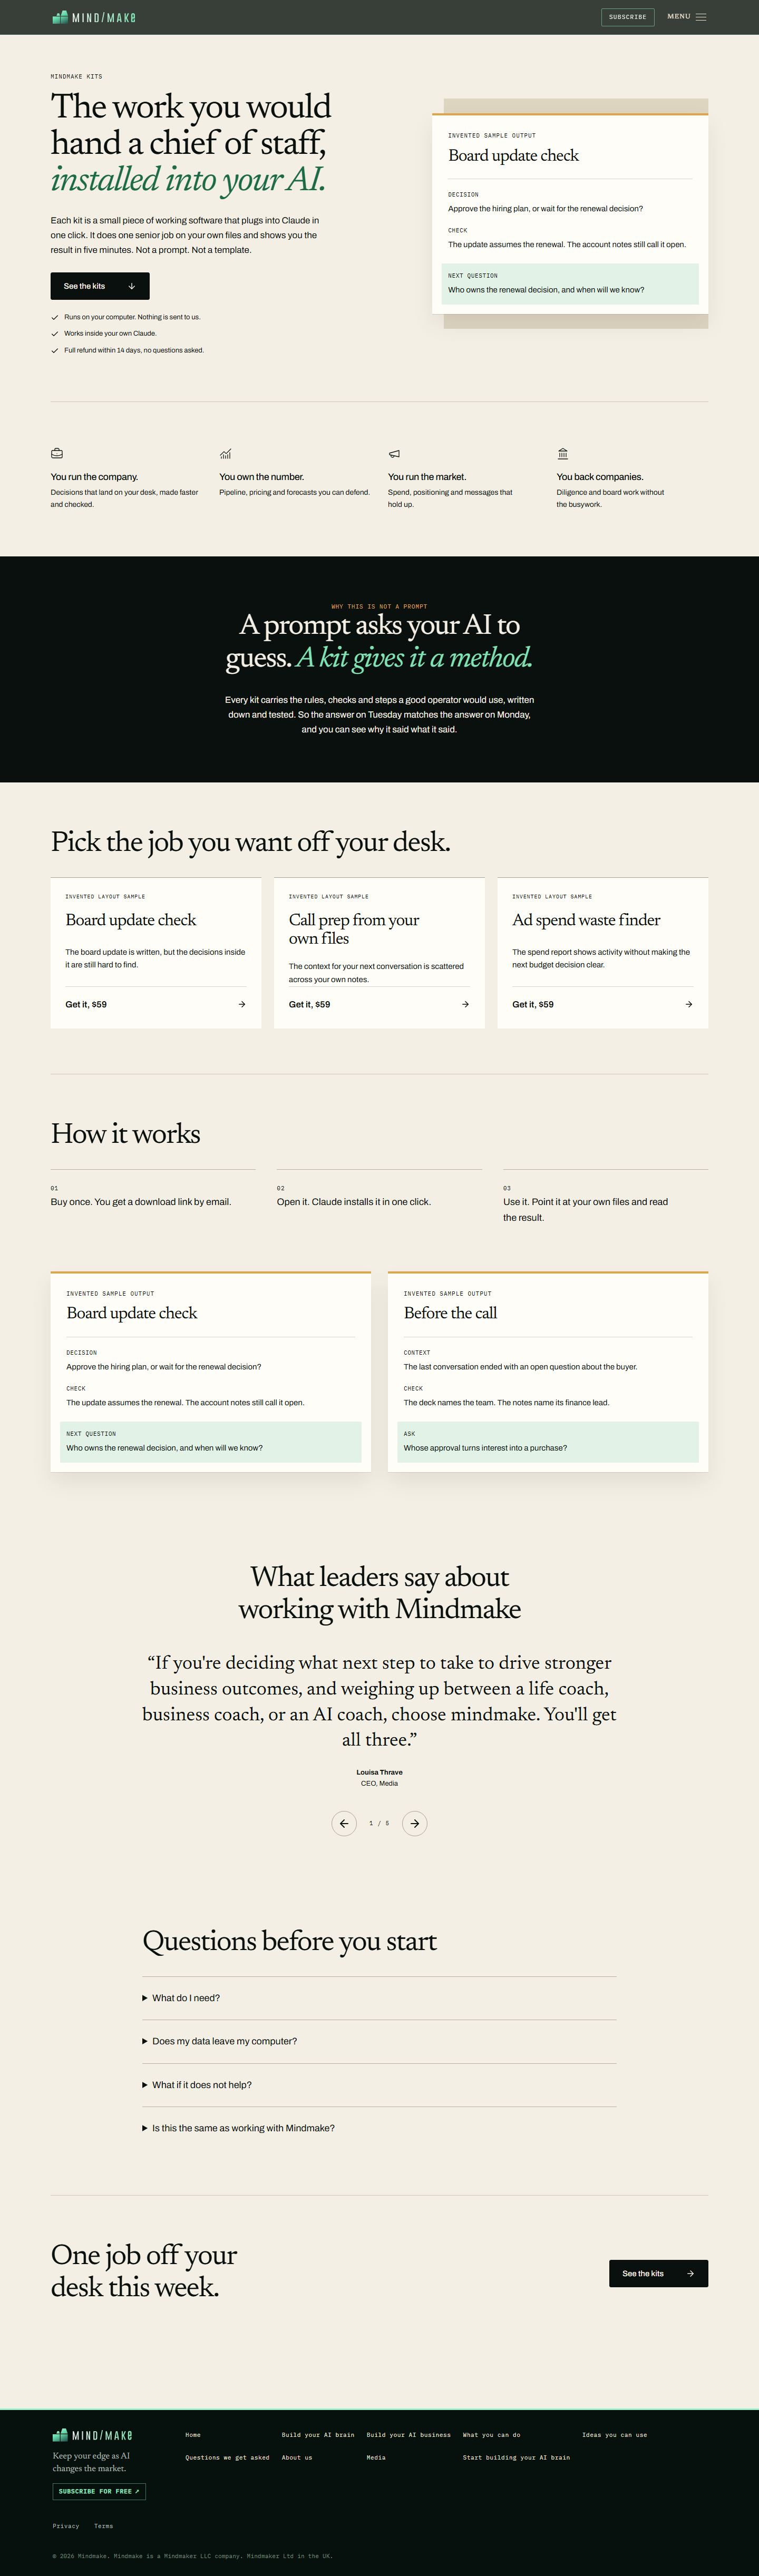 MIND/MAKE
SUBSCRIBE
MENU
MINDMAKE KITS
The work you would
hand a chief of staff,
installed into your AI.
Each kit is a small piece of working software that plugs into Claude in
one click. It does one senior job on your own files and shows you the
result in five minutes. Not a prompt. Not a template.
See the kits
Runs on your computer. Nothing is sent to us.
Works inside your own Claude.
Full refund within 14 days, no questions asked.
INVENTED SAMPLE OUTPUT
Board update check
DECISION
Approve the hiring plan, or wait for the renewal decision?
CHECK
The update assumes the renewal. The account notes still call it open.
NEXT QUESTION
Who owns the renewal decision, and when will we know?
You run the company.
Decisions that land on your desk, made faster
and checked.
You own the number.
Pipeline, pricing and forecasts you can defend.
You run the market.
Spend, positioning and messages that
hold up.
You back companies.
Diligence and board work without
the busywork.
WHY THIS IS NOT A PROMPT
A prompt asks your AI to
guess. A kit gives it a method.
Every kit carries the rules, checks and steps a good operator would use, written
down and tested. So the answer on Tuesday matches the answer on Monday,
and you can see why it said what it said.
Pick the job you want off your desk.
INVENTED LAYOUT SAMPLE
Board update check
The board update is written, but the decisions inside
it are still hard to find.
Get it, $59
INVENTED LAYOUT SAMPLE
Call prep from your
own files
The context for your next conversation is scattered
across your own notes.
Get it, $59
INVENTED LAYOUT SAMPLE
Ad spend waste finder
The spend report shows activity without making the
next budget decision clear.
Get it, $59
How it works
01
Buy once. You get a download link by email.
02
Open it. Claude installs it in one click.
03
Use it. Point it at your own files and read
the result.
INVENTED SAMPLE OUTPUT
Board update check
DECISION
Approve the hiring plan, or wait for the renewal decision?
CHECK
The update assumes the renewal. The account notes still call it open.
NEXT QUESTION
Who owns the renewal decision, and when will we know?
INVENTED SAMPLE OUTPUT
Before the call
CONTEXT
The last conversation ended with an open question about the buyer.
CHECK
The deck names the team. The notes name its finance lead.
ASK
Whose approval turns interest into a purchase?
What leaders say about
working with Mindmake
“If you're deciding what next step to take to drive stronger
business outcomes, and weighing up between a life coach,
business coach, or an AI coach, choose mindmake. You'll get
all three.”
Louisa Thrave
CEO, Media
1 / 5
Questions before you start
What do I need?
Does my data leave my computer?
What if it does not help?
Is this the same as working with Mindmake?
One job off your
desk this week.
See the kits
MIND/MAKE
Keep your edge as AI
changes the market.
SUBSCRIBE FOR FREE ↗
Home
Build your AI brain
Build your AI business
What you can do
Ideas you can use
Questions we get asked
About us
Media
Start building your AI brain
Privacy
Terms
© 2026 Mindmake. Mindmake is a Mindmaker LLC company. Mindmaker Ltd in the UK.